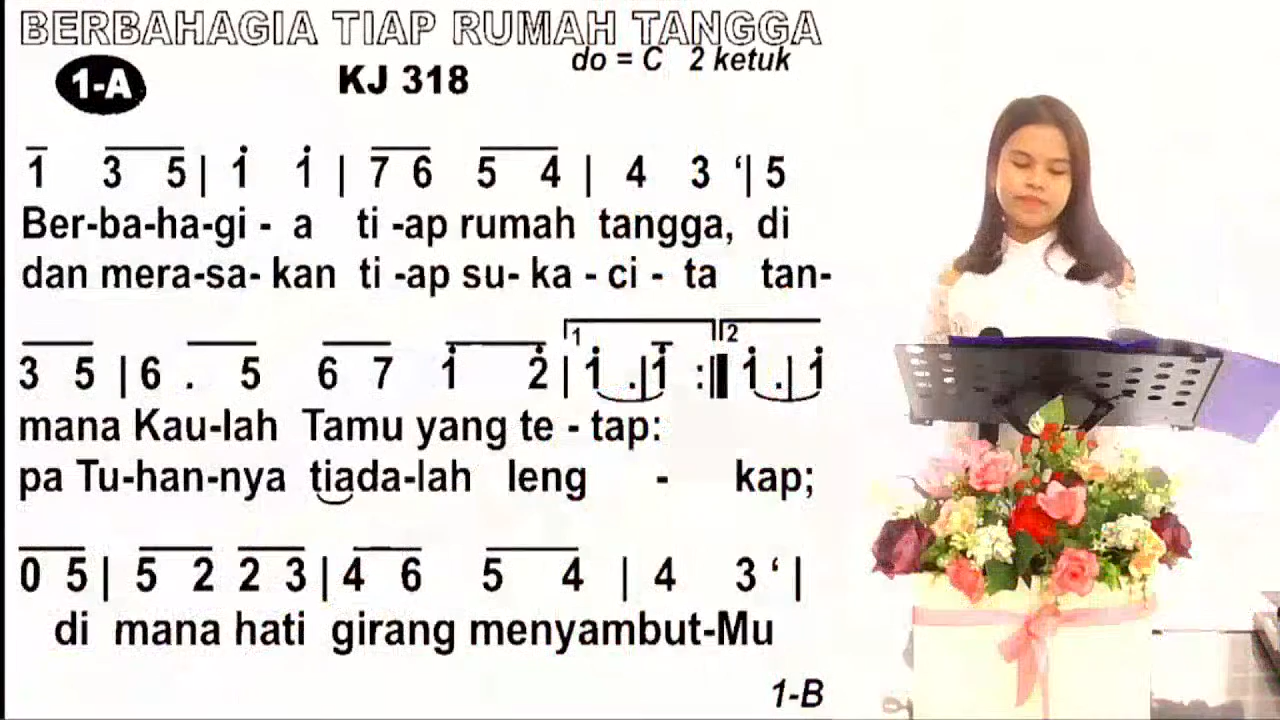 BERBAHAGIA TIAP RUMAH TANGGA
do = C 2 ketuk
1-A KJ 318
1 3 5 | 1̇ 1̇ | 7 6 5 4 | 4 3 ‘| 5
Ber-ba-ha-gi - a ti -ap rumah tangga, di
dan mera-sa- kan ti -ap su- ka - ci - ta tan-
1 2
3 5 | 6 . 5 6 7 1̇ 2̇ | 1̇ . | 1̇ :|| 1̇ . | 1̇
mana Kau-lah Tamu yang te - tap:
pa Tu-han-nya tiada-lah leng - kap;
0 5 | 5 2 2 3 | 4 6 5 4 | 4 3 ‘ |
di mana hati girang menyambut-Mu
1-B